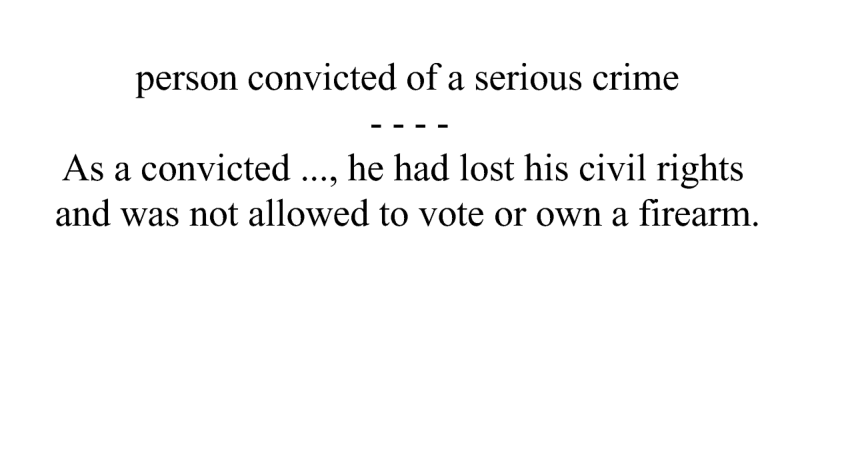 person convicted of a serious crime
- - - -
As a convicted ..., he had lost his civil rights
and was not allowed to vote or own a firearm.